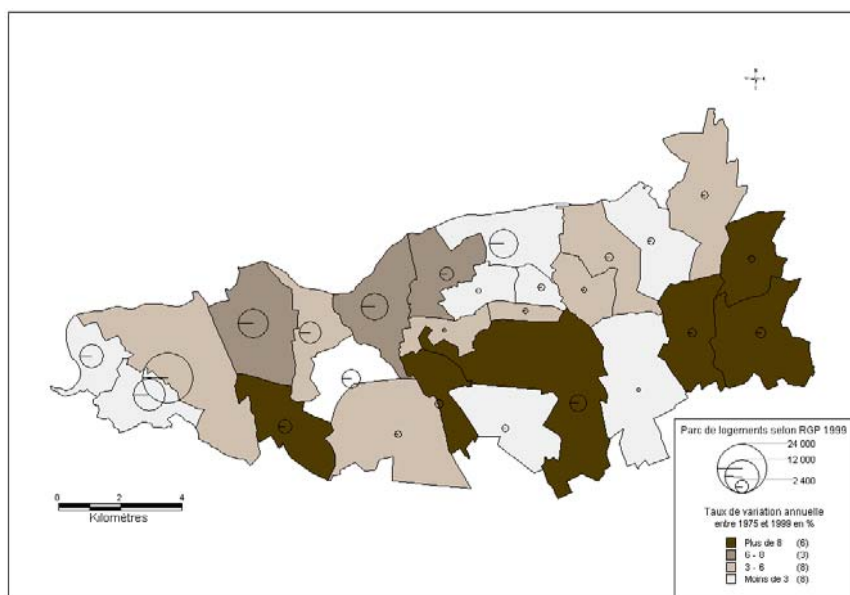 Parc de logements selon RGP 1999
24 000
12 000
2 400
Taux de variation annuelle
entre 1975 et 1999 en %
Plus de 8 (6)
6 - 8 (3)
3 - 6 (8)
Moins de 3 (8)
0 2 4
Kilomètres